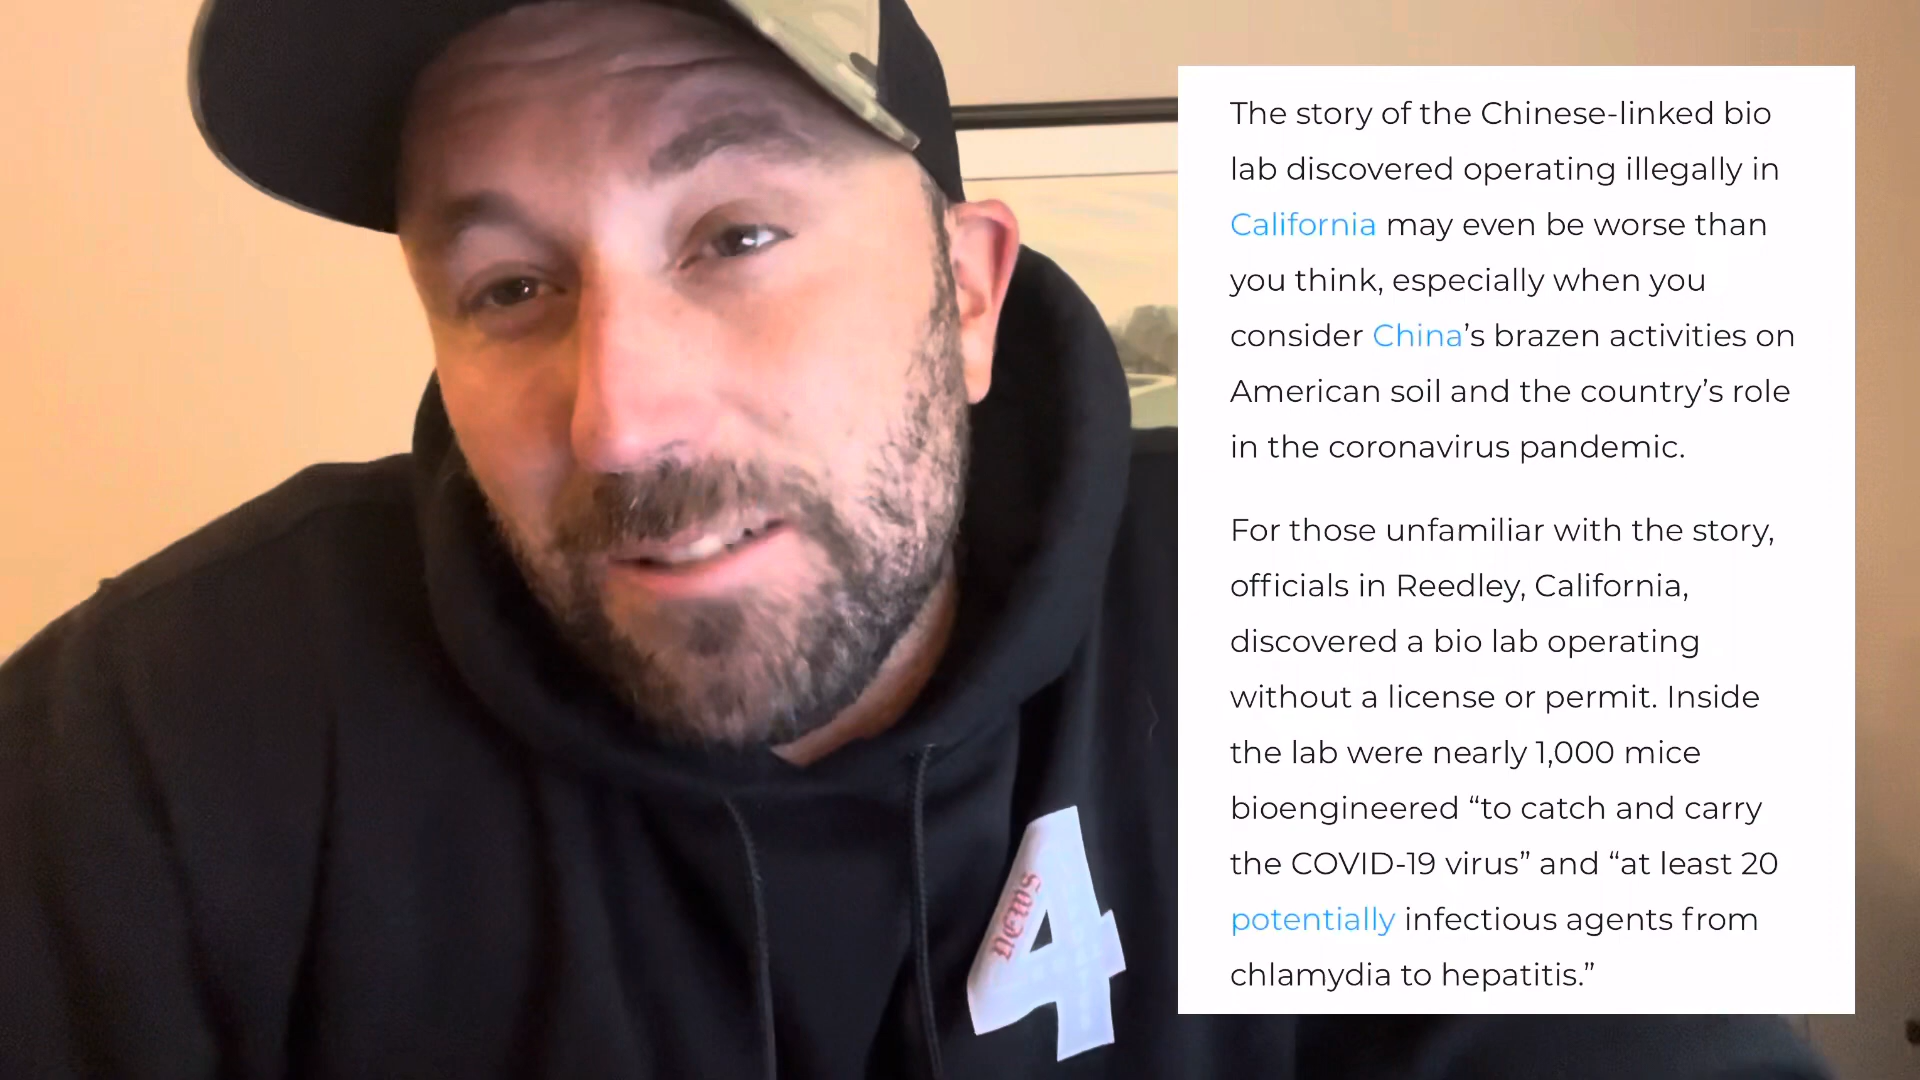 The story of the Chinese-linked bio
lab discovered operating illegally in
California may even be worse than
you think, especially when you
consider China’s brazen activities on
American soil and the country’s role
in the coronavirus pandemic.
For those unfamiliar with the story,
officials in Reedley, California,
discovered a bio lab operating
without a license or permit. Inside
the lab were nearly 1,000 mice
bioengineered “to catch and carry
the COVID-19 virus” and “at least 20
potentially infectious agents from
chlamydia to hepatitis.”
NEWS
4